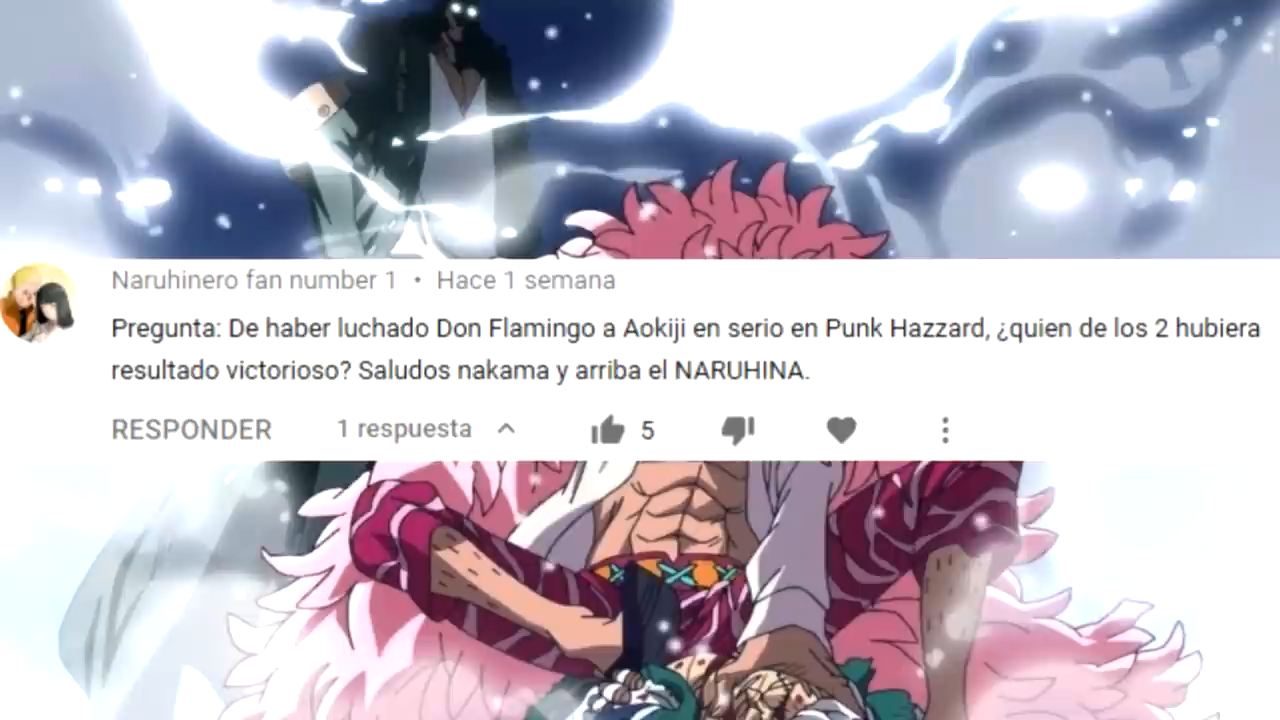 Naruhinero fan number 1 • Hace 1 semana
Pregunta: De haber luchado Don Flamingo a Aokiji en serio en Punk Hazzard, ¿quien de los 2 hubiera
resultado victorioso? Saludos nakama y arriba el NARUHINA.
RESPONDER 1 respuesta 5